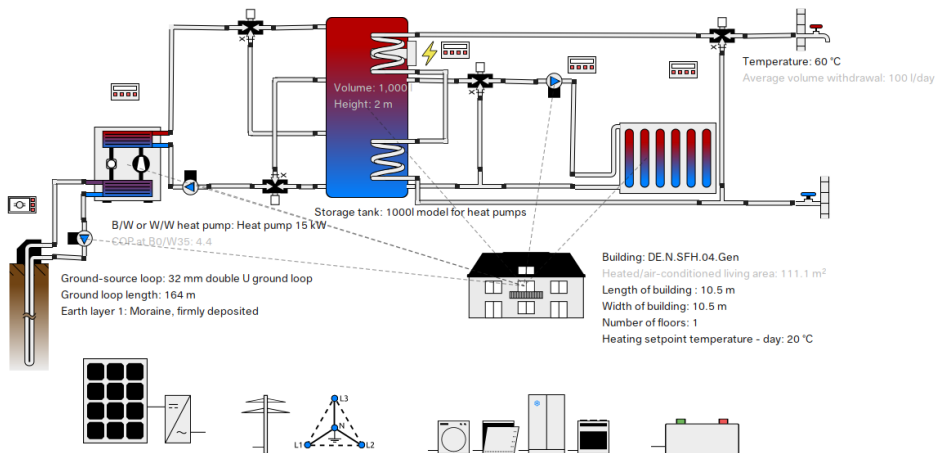 Temperature: 60 °C
Average volume withdrawal: 100 l/day
Volume: 1,000 l
Height: 2 m
Storage tank: 1000l model for heat pumps
B/W or W/W heat pump: Heat pump 15 kW
COP at B0/W35: 4.4
Ground-source loop: 32 mm double U ground loop
Ground loop length: 164 m
Earth layer 1: Moraine, firmly deposited
Building: DE.N.SFH.04.Gen
Heated/air-conditioned living area: 111.1 m²
Length of building : 10.5 m
Width of building: 10.5 m
Number of floors: 1
Heating setpoint temperature - day: 20 °C
L3
N
L1
L2